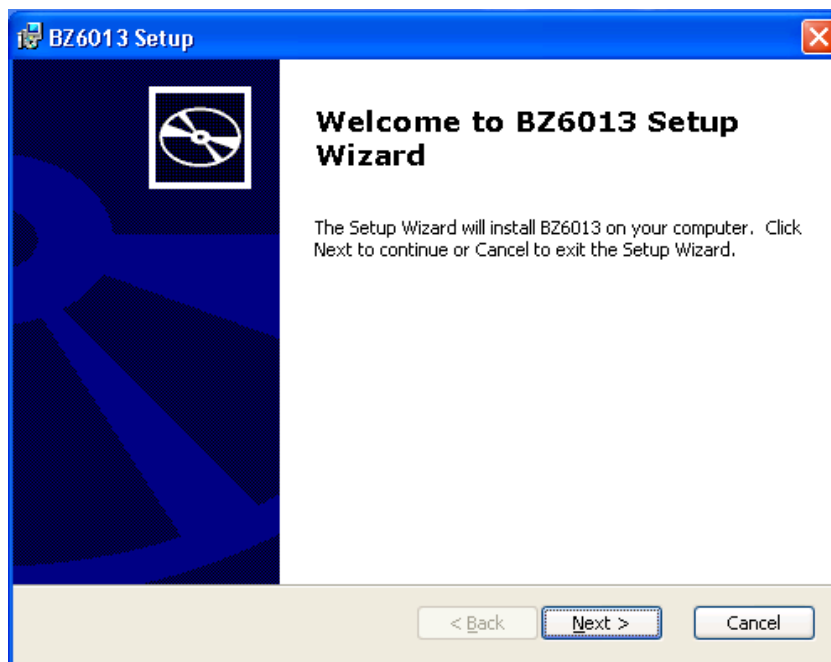 BZ6013 Setup
Welcome to BZ6013 Setup
Wizard
The Setup Wizard will install BZ6013 on your computer. Click
Next to continue or Cancel to exit the Setup Wizard.
< Back
Next >
Cancel